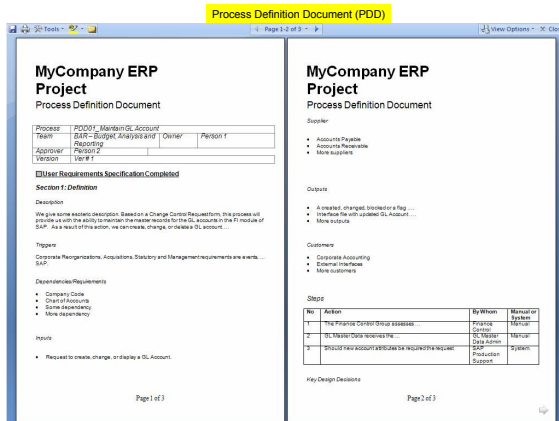 Process Definition Document (PDD)
Tools
Page 1-2 of 3
View Options
Clo
MyCompany ERP
Project
Process Definition Document
Process PDD01_Maintain GL Account
Team BAR – Budget, Analysis and Reporting Owner Person 1
Approver Person 2
Version Ver # 1
User Requirements Specification Completed
Section 1: Definition
Description
We give some esoteric description. Based on a Change Control Request form, this process will
provide us with the ability to maintain the master records for the GL accounts in the FI module of
SAP. As a result of this action, we can create, change, or delete a GL account....
Triggers
Corporate Reorganizations, Acquisitions, Statutory and Management requirements are events, ...
SAP.
Dependencies/Requirements
• Company Code
• Chart of Accounts
• Some dependency
• More dependency
Inputs
• Request to create, change, or display a GL Account.
Page 1 of 3
MyCompany ERP
Project
Process Definition Document
Supplier
• Accounts Payable
• Accounts Receivable
• More suppliers
Outputs
• A created, changed, blocked or a flag ....
• Interface file with updated GL Account....
• More outputs
Customers
• Corporate Accounting
• External Interfaces
• More customers
Steps
No Action By Whom Manual or System
1 The Finance Control Group assesses.... Finance Control Manual
2 GL Master Data receives the.... GL Master Data Admin Manual
3 Should new account attributes be required the request SAP Production Support System
Key Design Decisions
Page 2 of 3